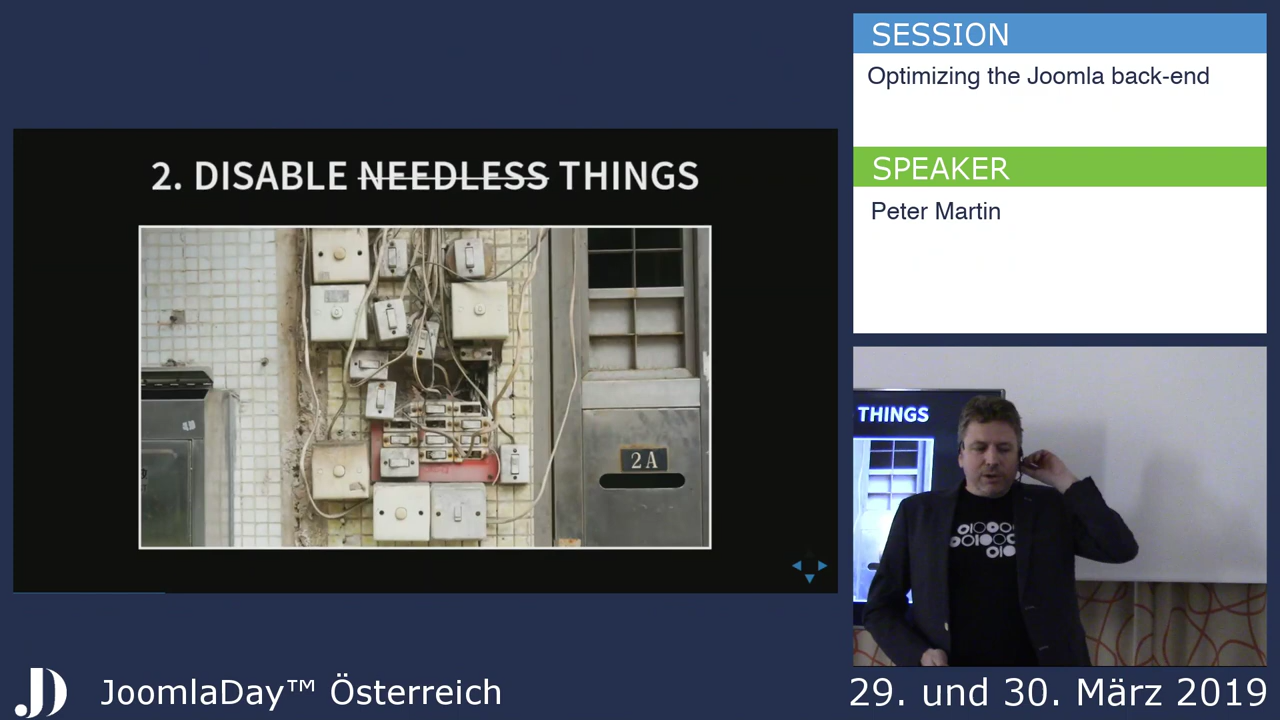 SESSION
Optimizing the Joomla back-end
2. DISABLE NEEDLESS THINGS
SPEAKER
Peter Martin
2A
THINGS
JoomlaDay™ Österreich
29. und 30. März 2019